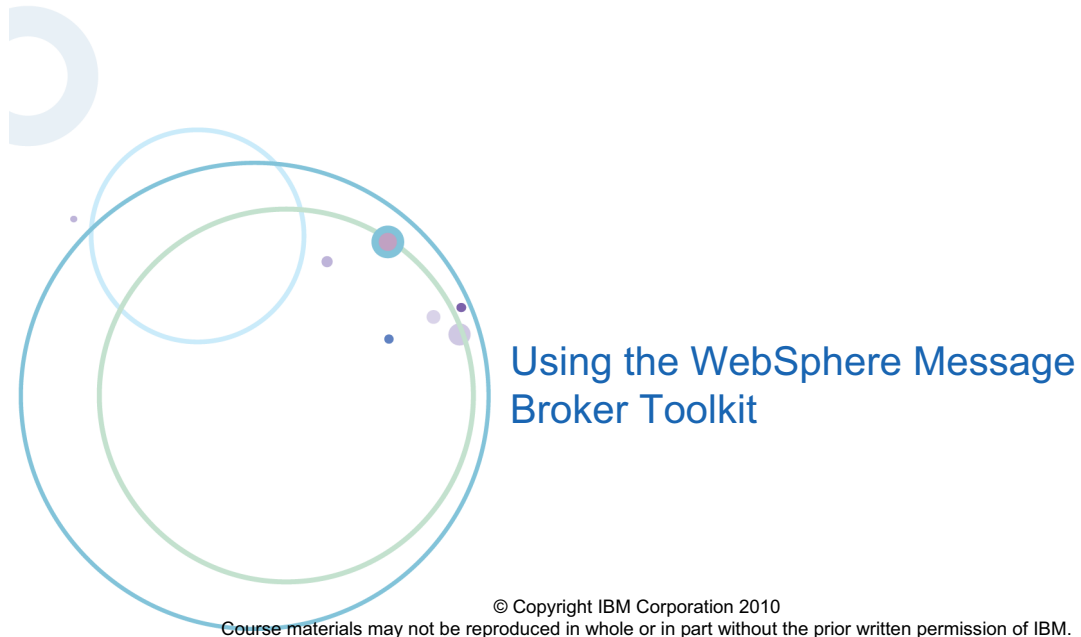 Using the WebSphere Message
Broker Toolkit
© Copyright IBM Corporation 2010
Course materials may not be reproduced in whole or in part without the prior written permission of IBM.